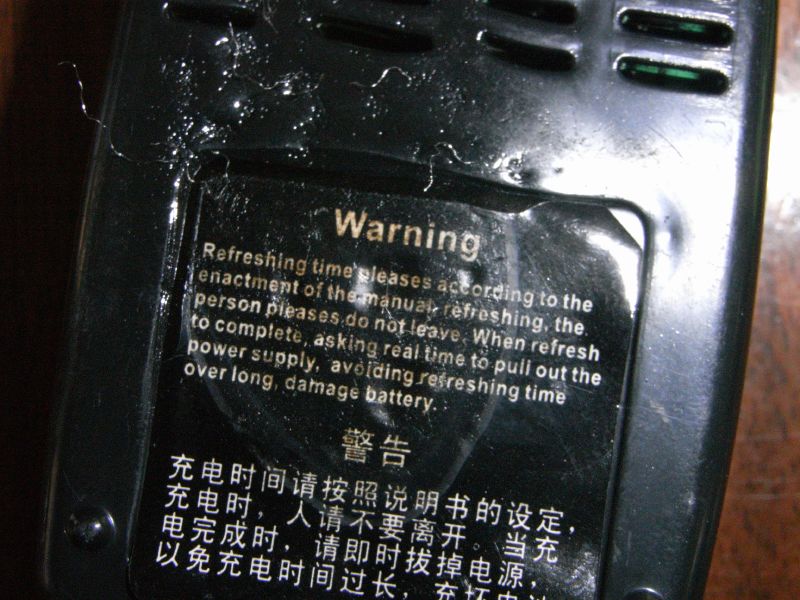 Warning
Refreshing time pleases according to the
enactment of the manual refreshing, the
person pleases do not leave. When refresh
to complete, asking real time to pull out the
power supply, avoiding refreshing time
over long, damage battery.
警告
充电时间请按照说明书的设定，
充电时，人请不要离开。当充
电完成时，请即时拔掉电源，
以免充电时间过长，充坏电池